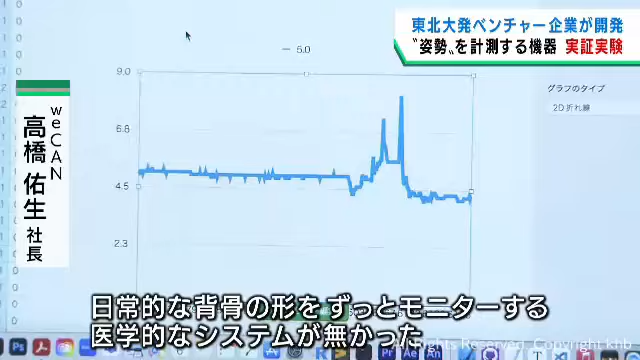 東北大発ベンチャー企業が開発
〝姿勢〟を計測する機器 実証実験
5.0
9.0
6.8
4.5
2.3
グラフのタイプ
2D折れ線
weCAN
高橋 佑生 社長
日常的な背骨の形をずっとモニターする
医学的なシステムが無かった
All Rights Reserved. Copyright khb